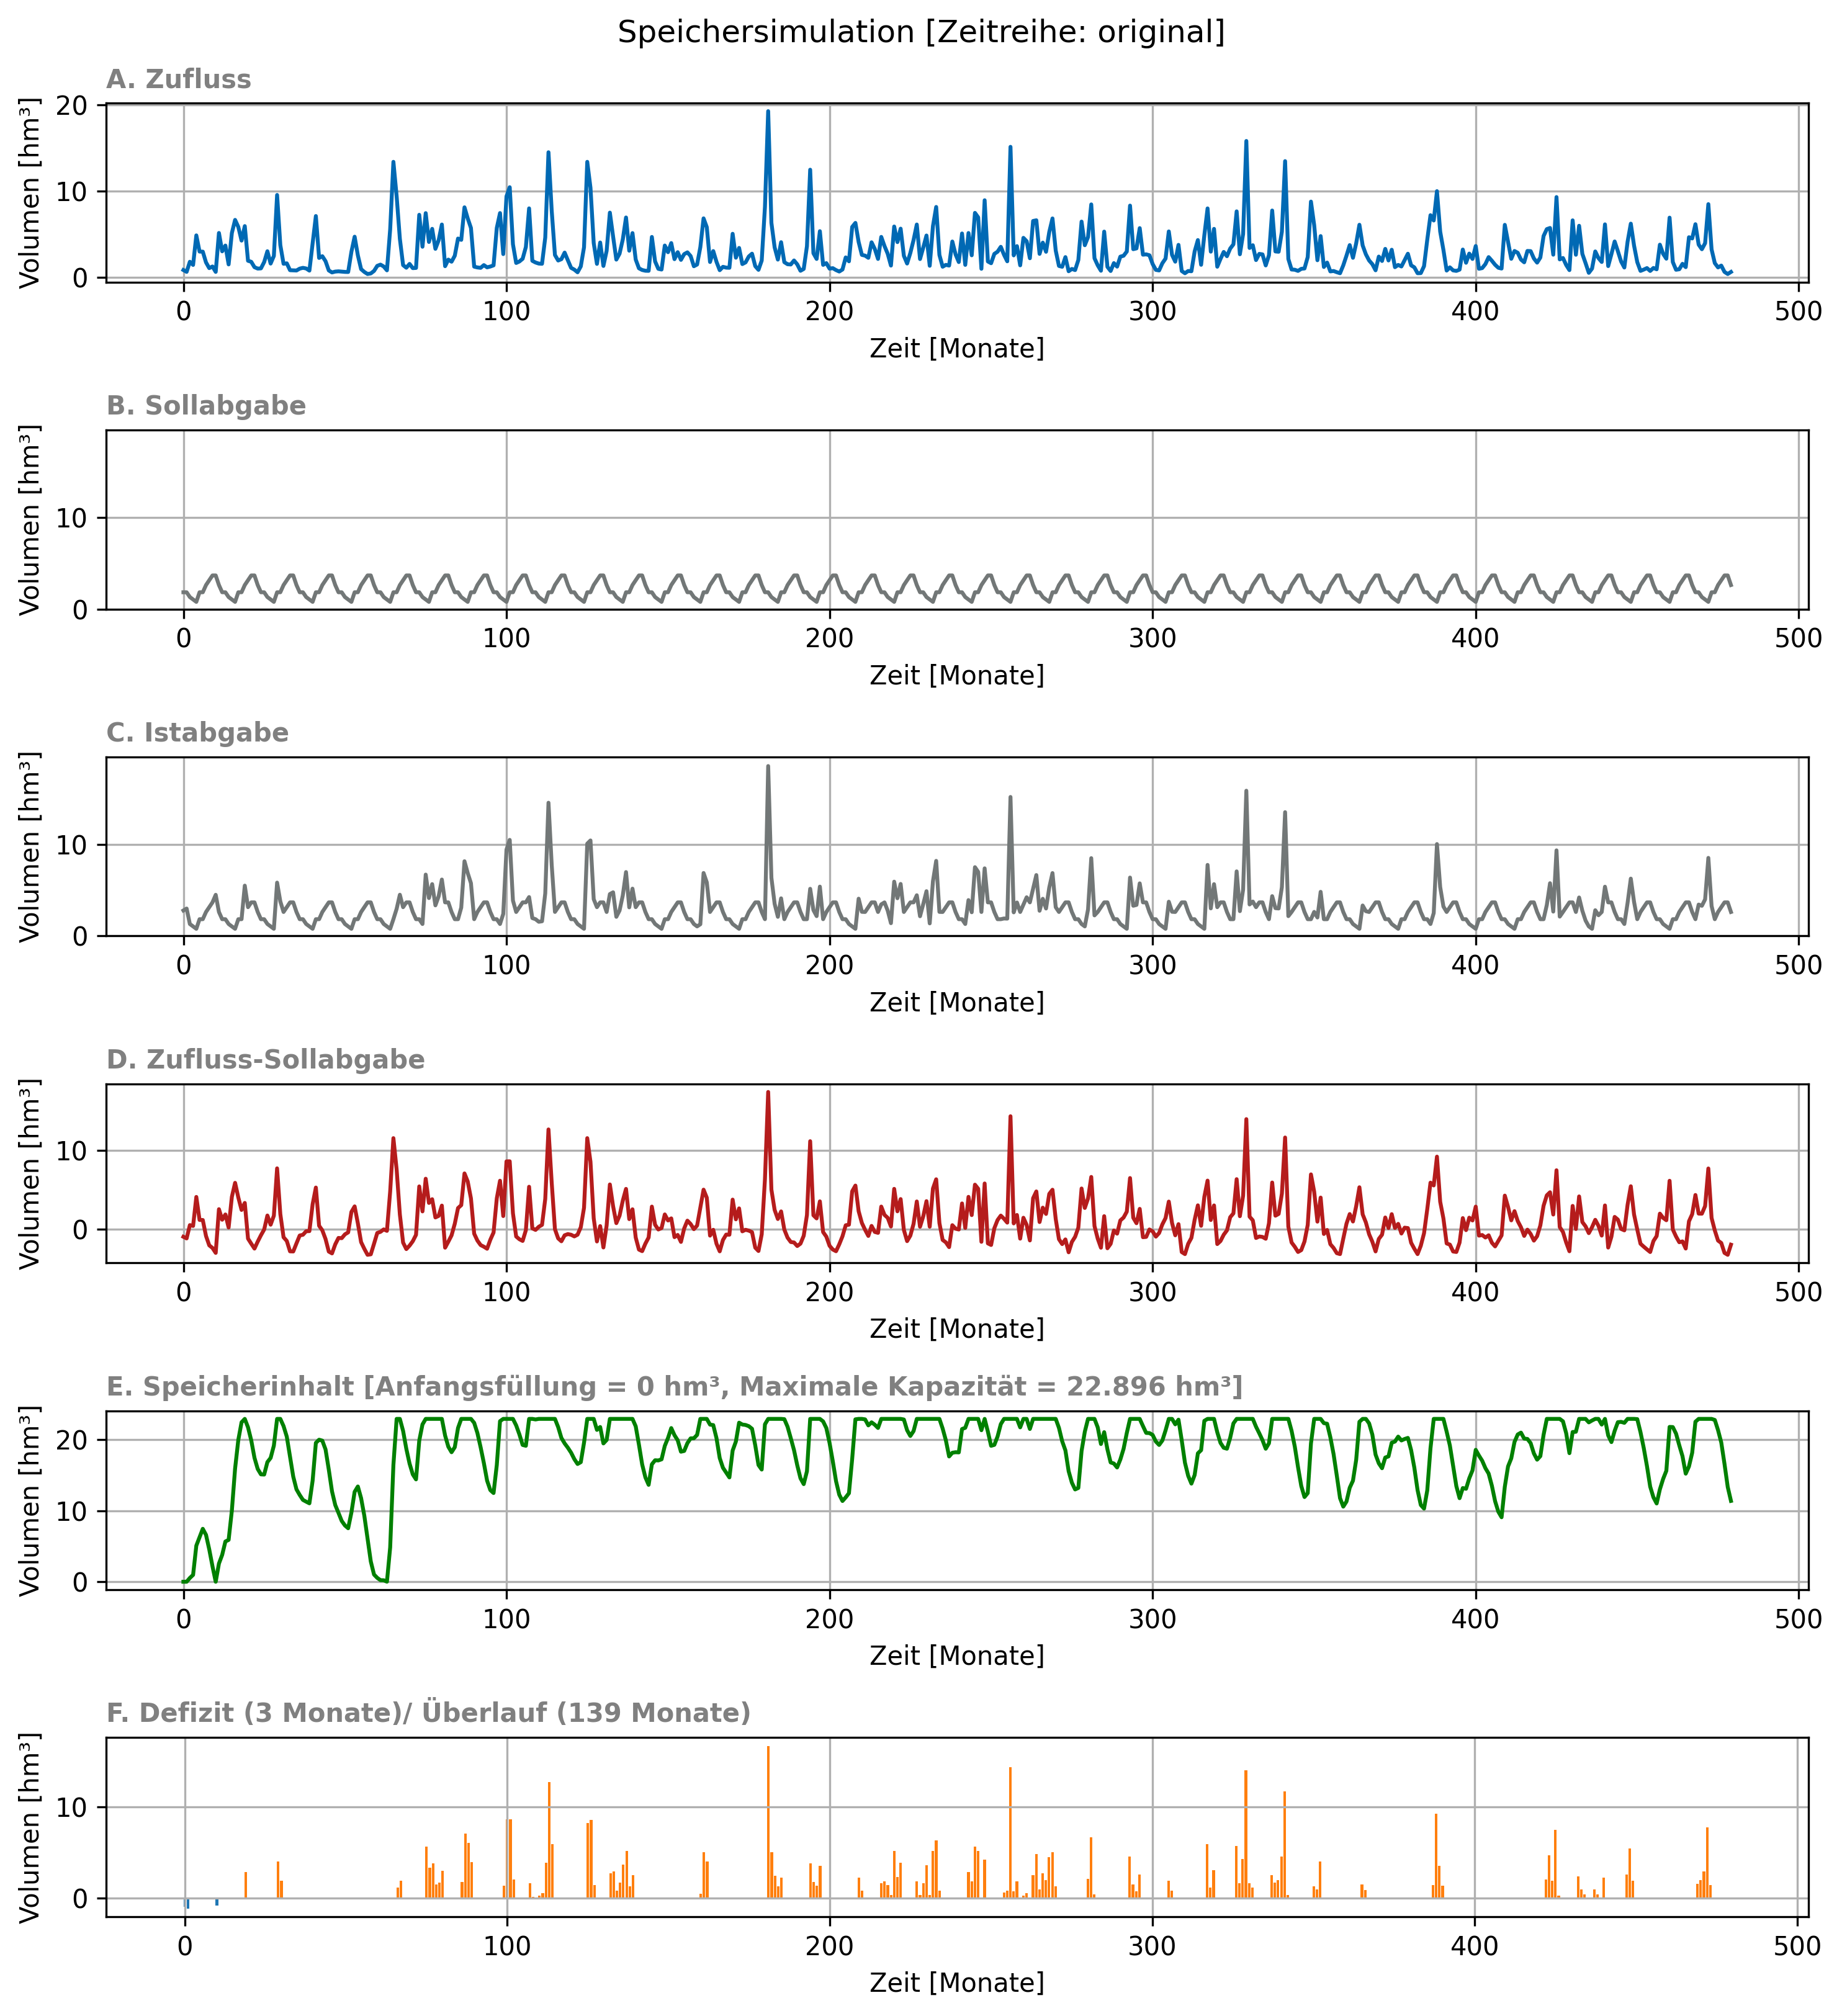 Speichersimulation [Zeitreihe: original]
A. Zufluss
Volumen [hm³]
20
10
0
0 100 200 300 400 500
Zeit [Monate]
B. Sollabgabe
Volumen [hm³]
10
0
0 100 200 300 400 500
Zeit [Monate]
C. Istabgabe
Volumen [hm³]
10
0
0 100 200 300 400 500
Zeit [Monate]
D. Zufluss-Sollabgabe
Volumen [hm³]
10
0
0 100 200 300 400 500
Zeit [Monate]
E. Speicherinhalt [Anfangsfüllung = 0 hm³, Maximale Kapazität = 22.896 hm³]
Volumen [hm³]
20
10
0
0 100 200 300 400 500
Zeit [Monate]
F. Defizit (3 Monate)/ Überlauf (139 Monate)
Volumen [hm³]
10
0
0 100 200 300 400 500
Zeit [Monate]